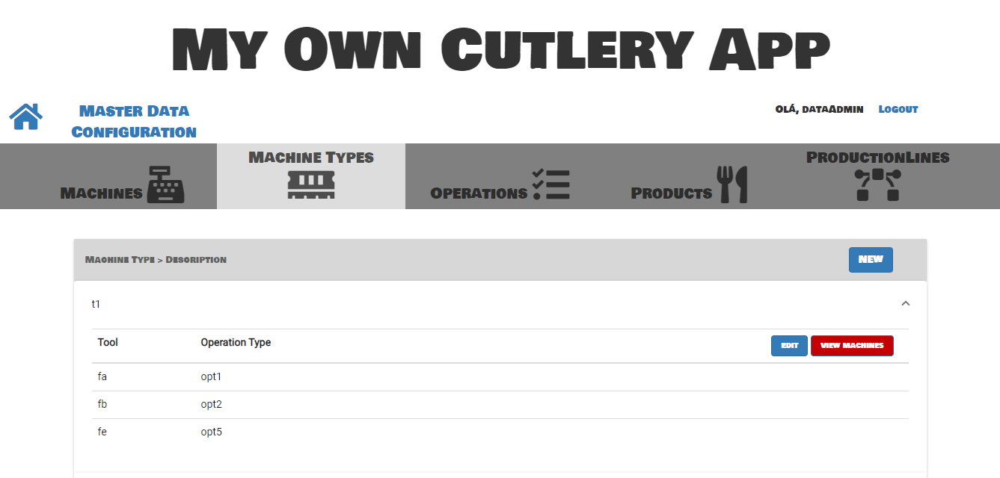 My Own Cutlery App
Master Data
Configuration
Olá, dataAdmin Logout
Machines
Machine Types
Operations
Products
ProductionLines
Machine Type > Description
NEW
t1
Tool Operation Type EDIT VIEW MACHINES
fa opt1
fb opt2
fe opt5